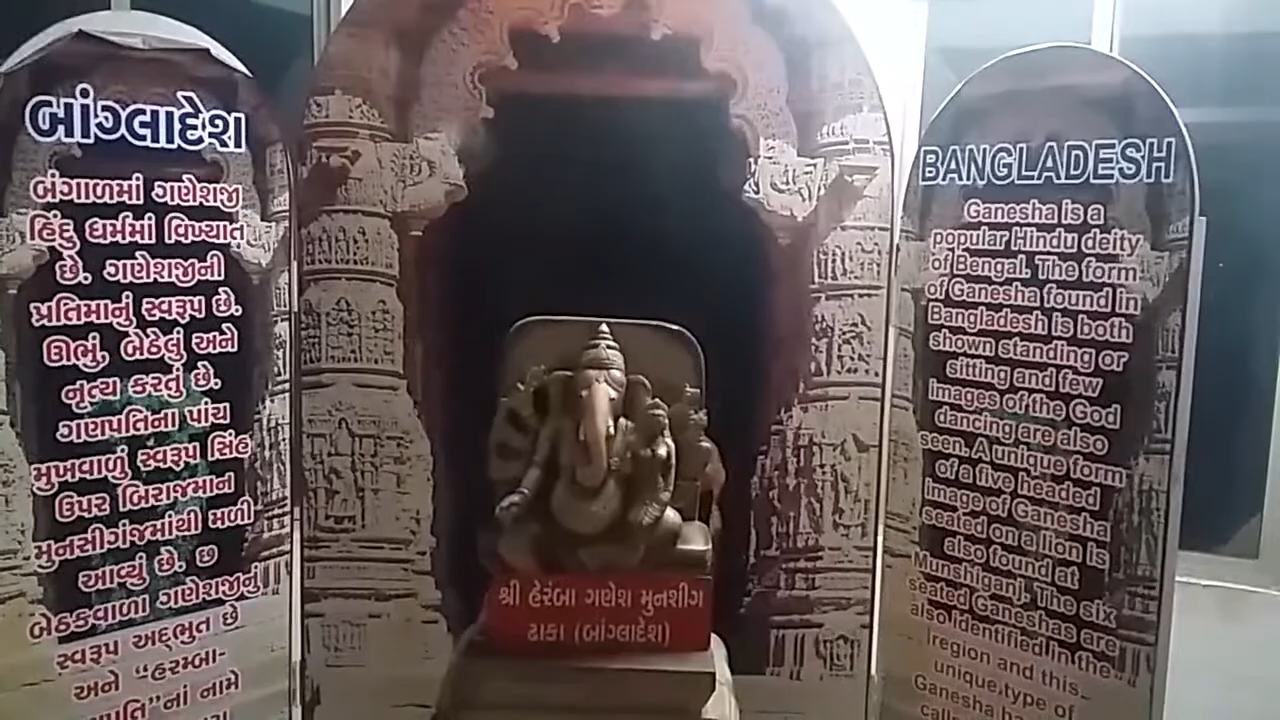 બાંગ્લાદેશ
બંગાળમાં ગણેશજી
હિંદુ ધર્મમાં વિખ્યાત
છે. ગણેશજીની
પ્રતિમાનું સ્વરૂપ છે.
ઊભું, બેઠેલું અને
નૃત્ય કરતું છે.
ગણપતિના પાંચ
મુખવાળું સ્વરૂપ સિંહ
ઉપર બિરાજમાન
મુનસીગંજમાંથી મળી
આવ્યું છે. છ
બેઠકવાળા ગણેશજીનું
સ્વરૂપ અદ્ભુત છે
અને “હરમ્બા-
નાં નામે
શ્રી હેરંબા ગણેશ મુનશીગ
ઢાકા (બાંગ્લાદેશ)
BANGLADESH
Ganesha is a
popular Hindu deity
of Bengal. The form
of Ganesha found in
Bangladesh is both
shown standing or
sitting and few
images of the God
dancing are also
seen. A unique form
of a five headed
image of Ganesha
seated on a lion is
also found at
Munshiganj. The six
seated Ganeshas are
also identified in the
region and this
unique type of
Ganesha